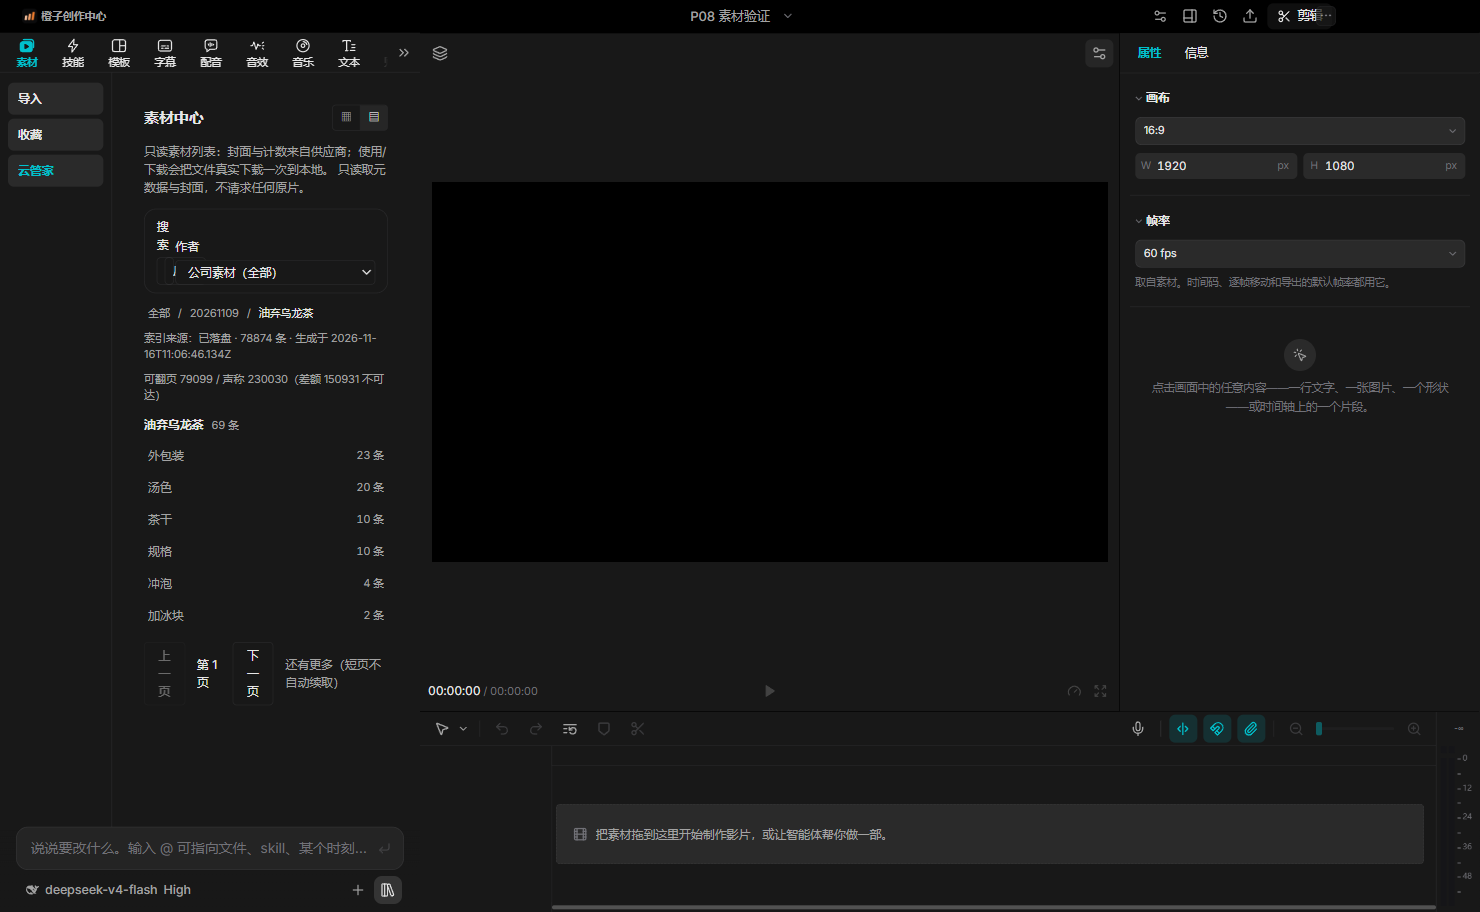 橙子创作中心
P08 素材验证
剪辑
素材
技能
模板
字幕
配音
音效
音乐
文本
导入
收藏
云管家
素材中心
只读素材列表：封面与计数来自供应商；使用/
下载会把文件真实下载一次到本地。 只读取元
数据与封面，不请求任何原片。
搜
索 作者
公司素材（全部）
全部 / 20261109 / 油弃乌龙茶
索引来源：已落盘 · 78874 条 · 生成于 2026-11-
16T11:06:46.134Z
可翻页 79099 / 声称 230030（差额 150931 不可
达）
油弃乌龙茶 69 条
外包装 23 条
汤色 20 条
茶干 10 条
规格 10 条
冲泡 4 条
加冰块 2 条
上
一
页
第 1
页
下
一
页
还有更多（短页不
自动续取）
说说要改什么。输入 @ 可指向文件、skill、某个时刻...
deepseek-v4-flash High
00:00:00 / 00:00:00
属性 信息
画布
16:9
W 1920 px H 1080 px
帧率
60 fps
取自素材。时间码、逐帧移动和导出的默认帧率都用它。
点击画面中的任意内容——一行文字、一张图片、一个形状
——或时间轴上的一个片段。
把素材拖到这里开始制作影片，或让智能体帮你做一部。
-∞
0
-12
-24
-36
-48